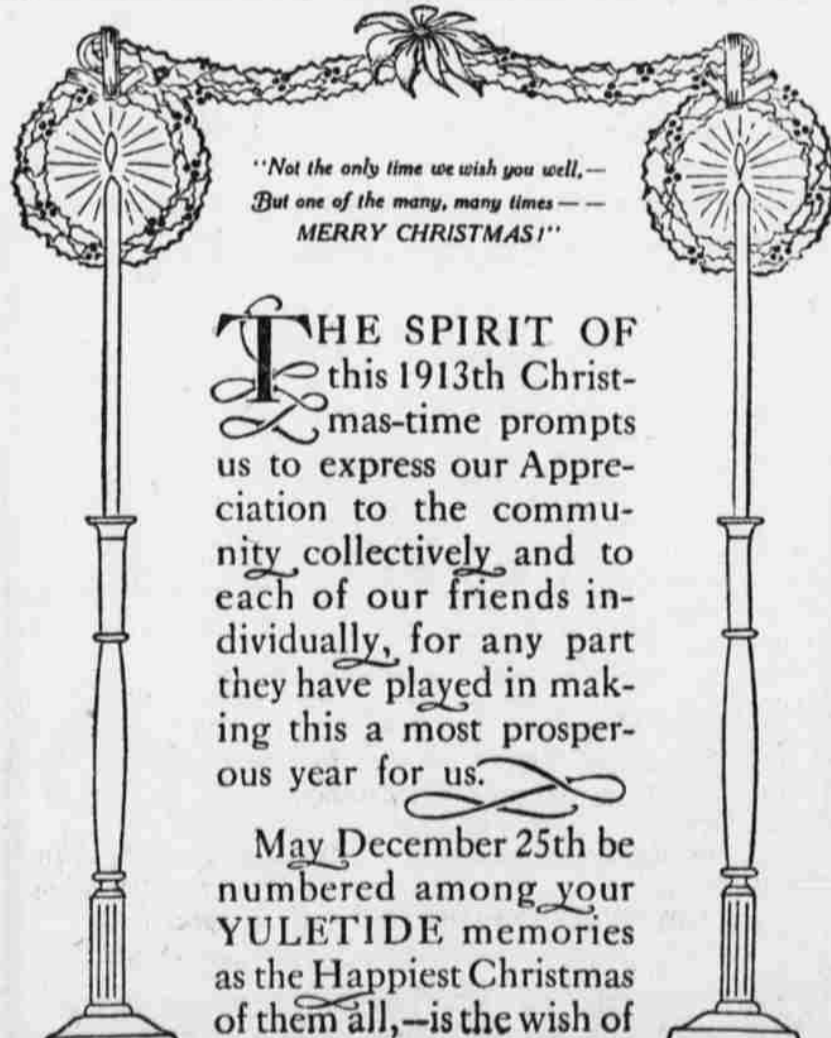 "Not the only time we wish you well,—
But one of the many, many times — —
MERRY CHRISTMAS!"
THE SPIRIT OF
this 1913th Christ-
mas-time prompts
us to express our Appre-
ciation to the commu-
nity collectively and to
each of our friends in-
dividually, for any part
they have played in mak-
ing this a most prosper-
ous year for us.
May December 25th be
numbered among your
YULETIDE memories
as the Happiest Christmas
of them all,—is the wish of